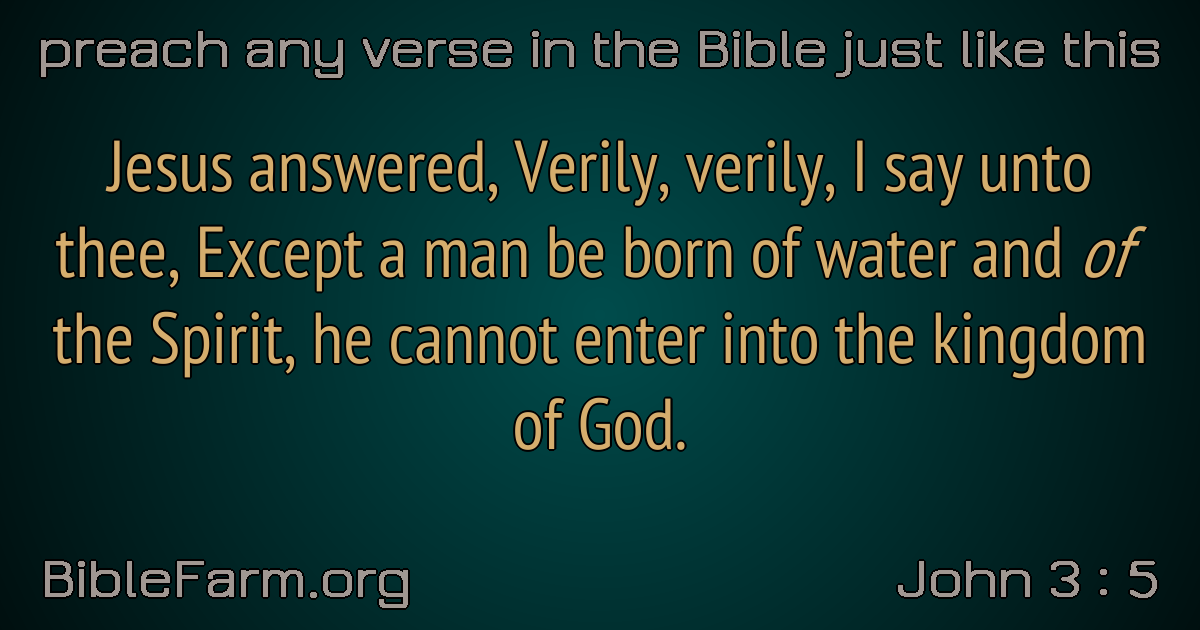 preach any verse in the Bible just like this
Jesus answered, Verily, verily, I say unto
thee, Except a man be born of water and of
the Spirit, he cannot enter into the kingdom
of God.
BibleFarm.org
John 3 : 5